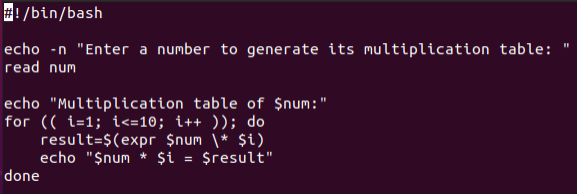 #!/bin/bash

echo -n "Enter a number to generate its multiplication table: "
read num

echo "Multiplication table of $num:"
for (( i=1; i<=10; i++ )); do
    result=$(expr $num \* $i)
    echo "$num * $i = $result"
done